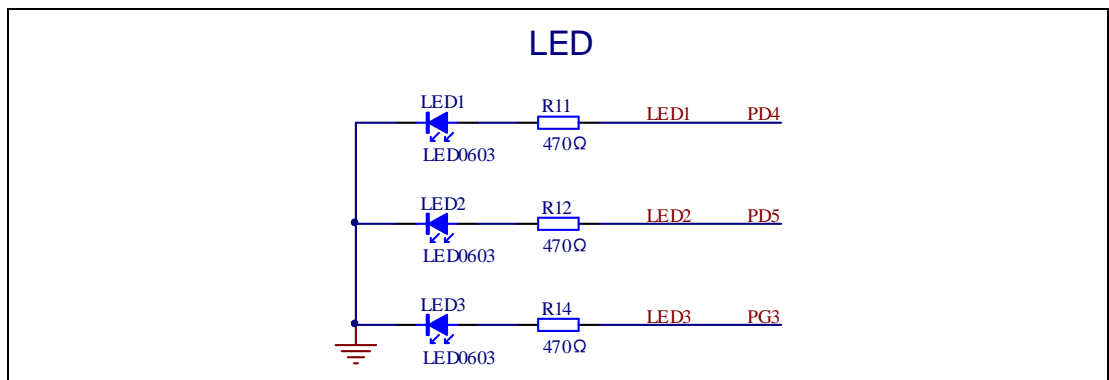 LED
LED1 R11 LED1 PD4
LED0603 470Ω
LED2 R12 LED2 PD5
LED0603 470Ω
LED3 R14 LED3 PG3
LED0603 470Ω